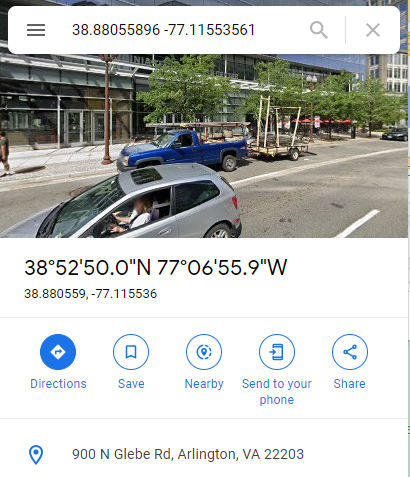 38.88055896 -77.11553561
38°52'50.0"N 77°06'55.9"W
38.880559, -77.115536
Directions
Save
Nearby
Send to your
phone
Share
900 N Glebe Rd, Arlington, VA 22203